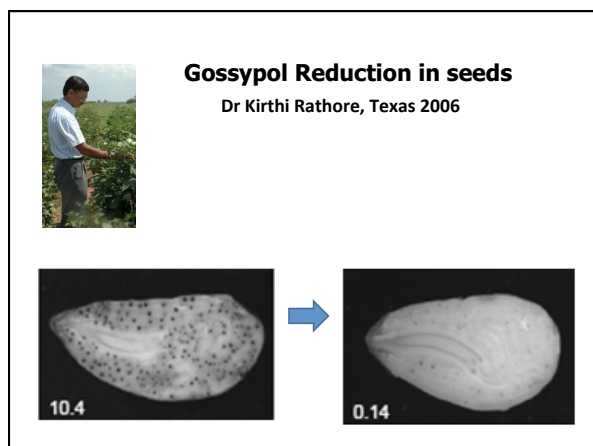 Gossypol Reduction in seeds
Dr Kirthi Rathore, Texas 2006
10.4
0.14